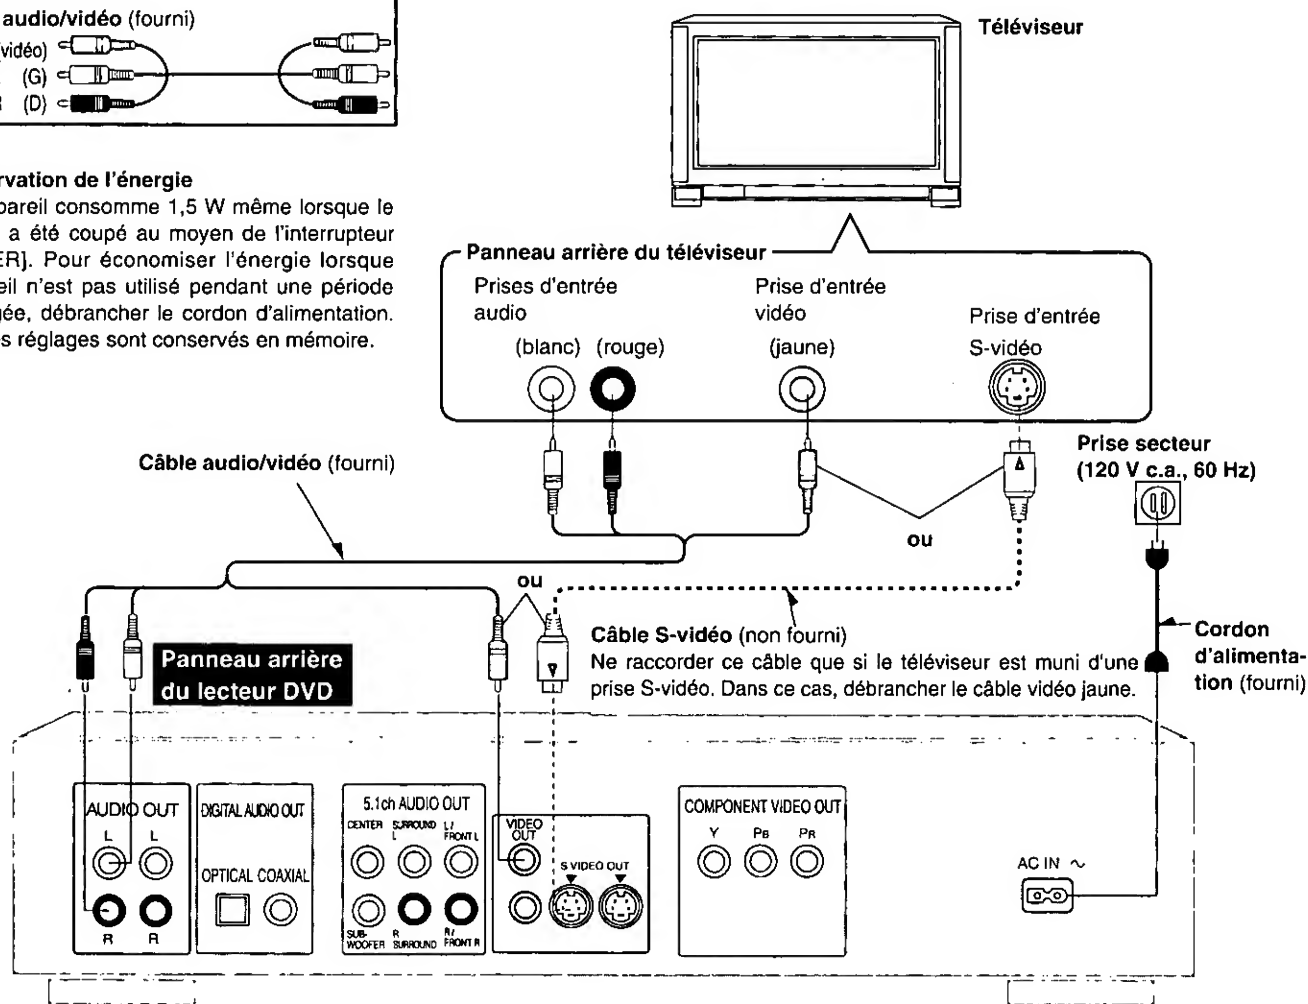 audio/vidéo (fourni)
vidéo)
(G)
(D)
Téléviseur
rvation de l'énergie
pareil consomme 1,5 W même lorsque le
a été coupé au moyen de l'interrupteur
ER]. Pour économiser l'énergie lorsque
eil n'est pas utilisé pendant une période
gée, débrancher le cordon d'alimentation.
s réglages sont conservés en mémoire.
Panneau arrière du téléviseur
Prises d'entrée
audio
(blanc) (rouge)
Prise d'entrée
vidéo
(jaune)
Prise d'entrée
S-vidéo
Câble audio/vidéo (fourni)
Prise secteur
(120 V c.a., 60 Hz)
ou
ou
Câble S-vidéo (non fourni)
Ne raccorder ce câble que si le téléviseur est muni d'une
prise S-vidéo. Dans ce cas, débrancher le câble vidéo jaune.
Cordon
d'alimenta-
tion (fourni)
Panneau arrière
du lecteur DVD
AUDIO OUT
L L
R R
DIGITAL AUDIO OUT
OPTICAL COAXIAL
5.1ch AUDIO OUT
CENTER
SURROUND
L
L /
FRONT L
SUB-
WOOFER
R
SURROUND
R /
FRONT R
VIDEO
OUT
S VIDEO OUT
COMPONENT VIDEO OUT
Y PB PR
AC IN ~